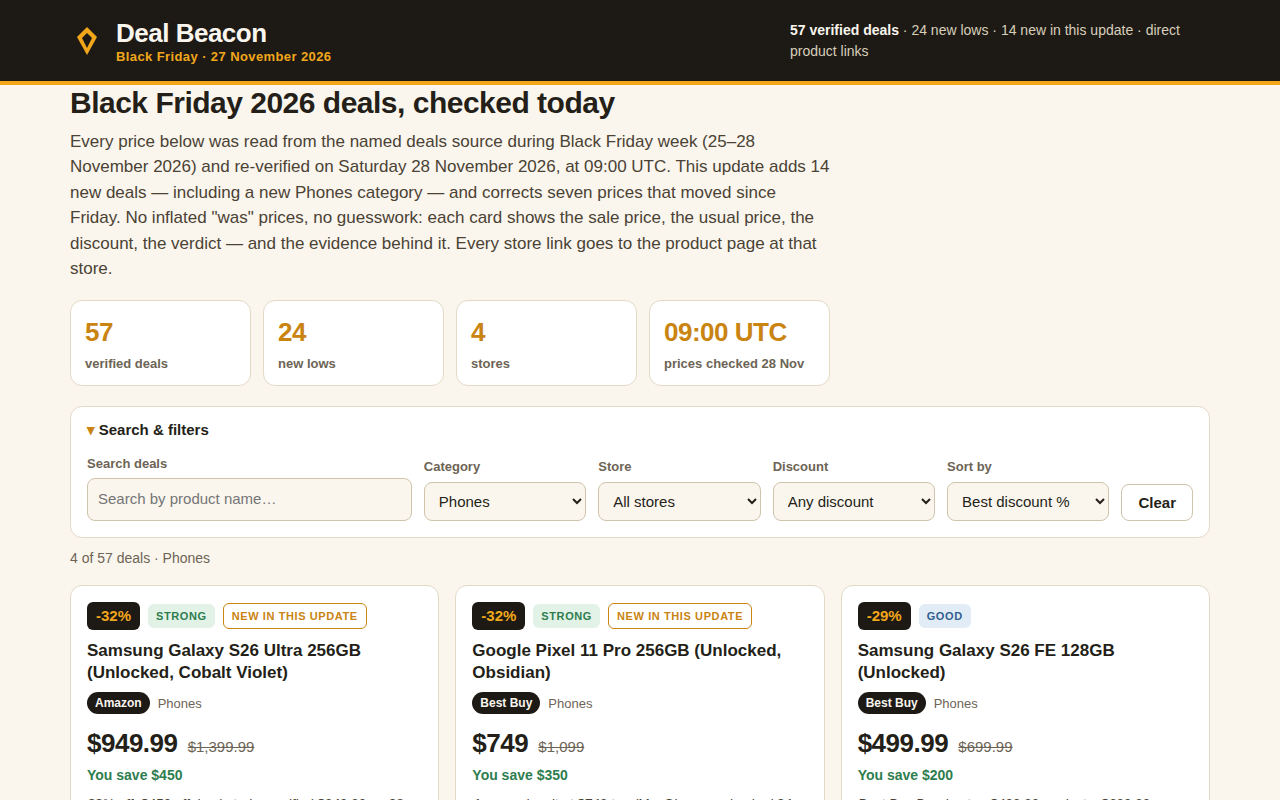 Deal Beacon
Black Friday · 27 November 2026
57 verified deals · 24 new lows · 14 new in this update · direct
product links
Black Friday 2026 deals, checked today
Every price below was read from the named deals source during Black Friday week (25–28
November 2026) and re-verified on Saturday 28 November 2026, at 09:00 UTC. This update adds 14
new deals — including a new Phones category — and corrects seven prices that moved since
Friday. No inflated "was" prices, no guesswork: each card shows the sale price, the usual price, the
discount, the verdict — and the evidence behind it. Every store link goes to the product page at that
store.
57
verified deals
24
new lows
4
stores
09:00 UTC
prices checked 28 Nov
▾ Search & filters
Search deals
Search by product name…
Category
Phones
Store
All stores
Discount
Any discount
Sort by
Best discount %
Clear
4 of 57 deals · Phones
-32% STRONG NEW IN THIS UPDATE
Samsung Galaxy S26 Ultra 256GB
(Unlocked, Cobalt Violet)
Amazon Phones
$949.99 $1,399.99
You save $450
-32% STRONG NEW IN THIS UPDATE
Google Pixel 11 Pro 256GB (Unlocked,
Obsidian)
Best Buy Phones
$749 $1,099
You save $350
-29% GOOD
Samsung Galaxy S26 FE 128GB
(Unlocked)
Best Buy Phones
$499.99 $699.99
You save $200